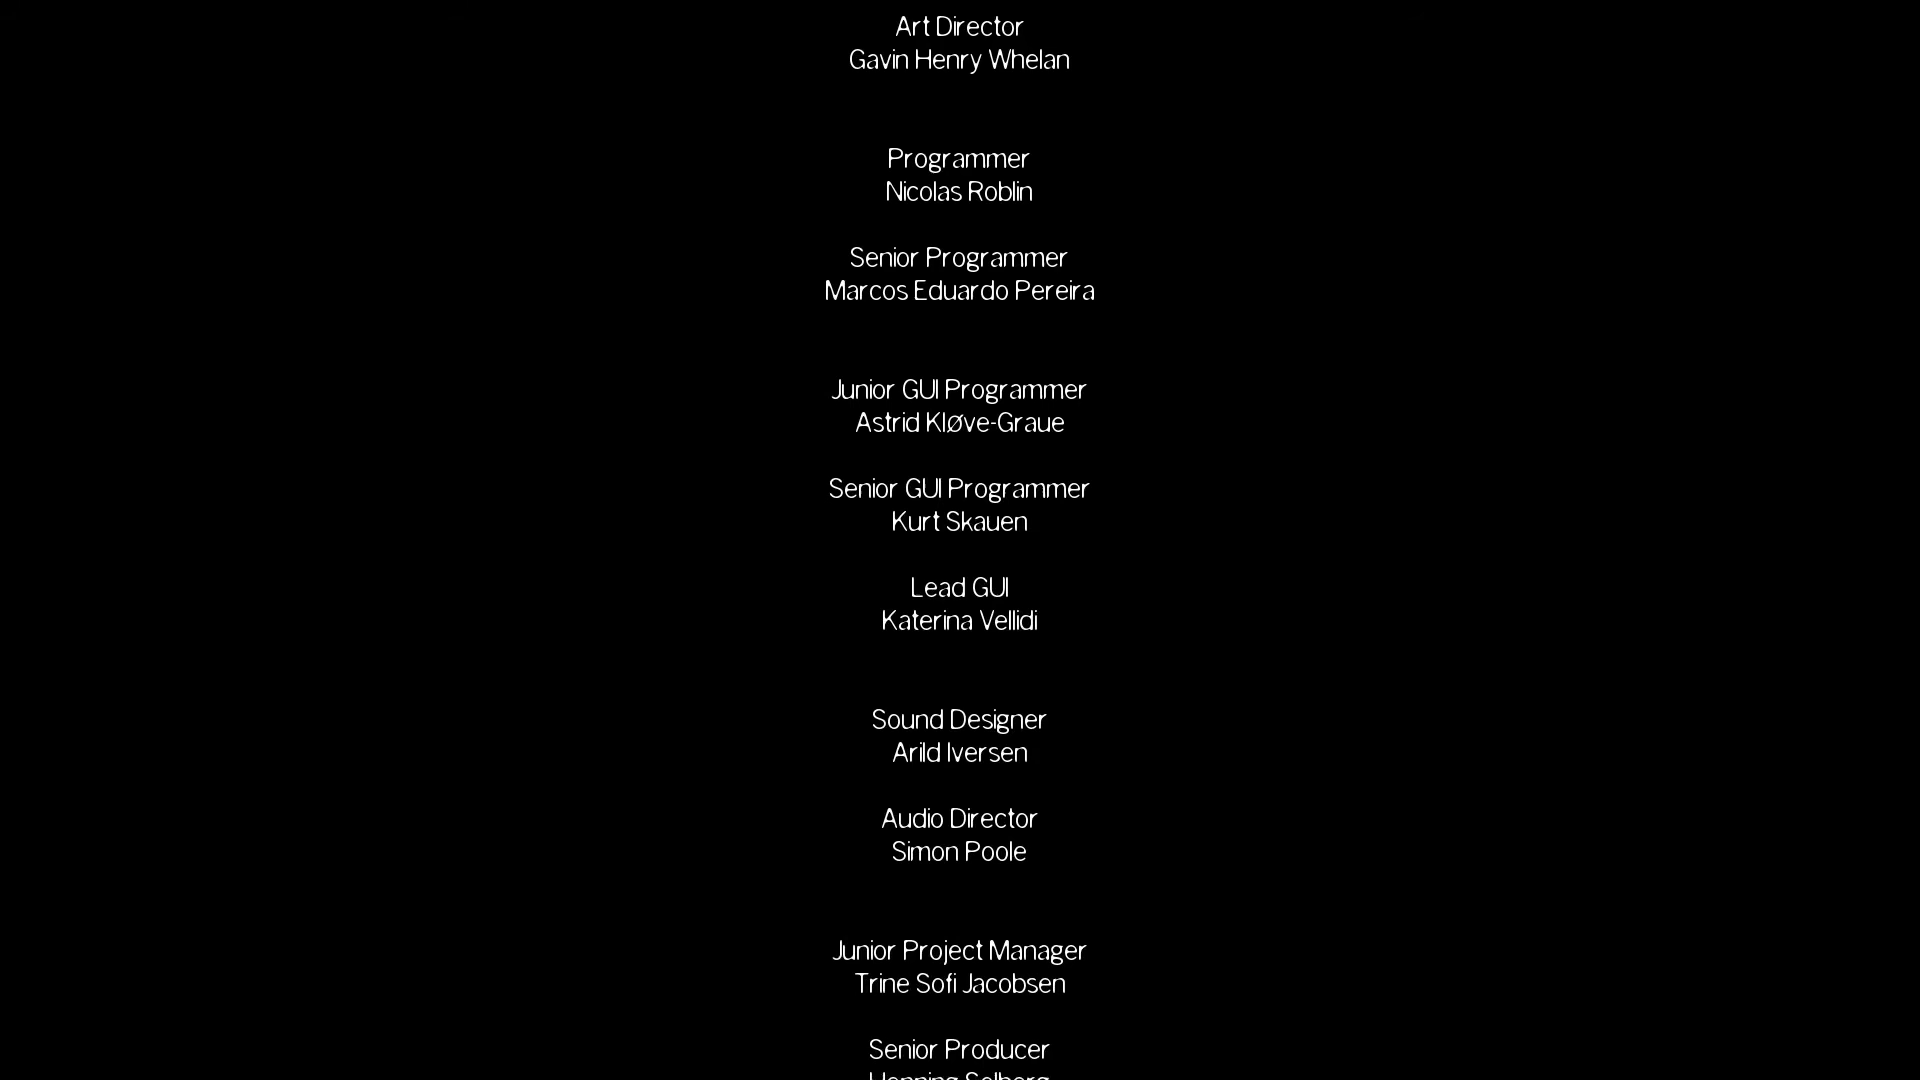 Art Director
Gavin Henry Whelan
Programmer
Nicolas Roblin
Senior Programmer
Marcos Eduardo Pereira
Junior GUI Programmer
Astrid Kløve-Graue
Senior GUI Programmer
Kurt Skauen
Lead GUI
Katerina Vellidi
Sound Designer
Arild Iversen
Audio Director
Simon Poole
Junior Project Manager
Trine Sofi Jacobsen
Senior Producer